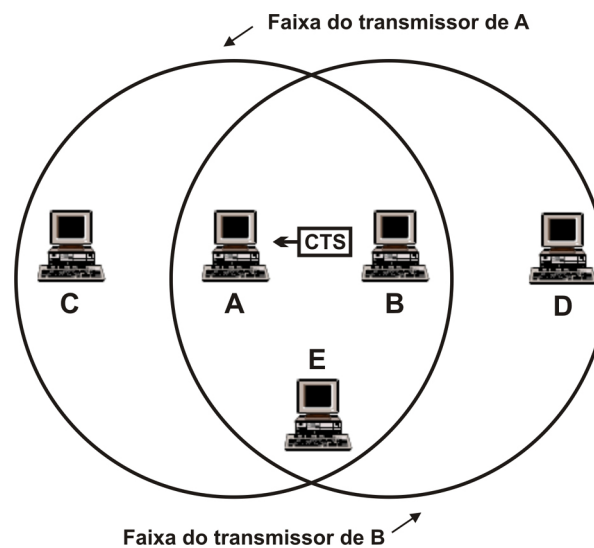 Faixa do transmissor de A
CTS
C
A
B
D
E
Faixa do transmissor de B